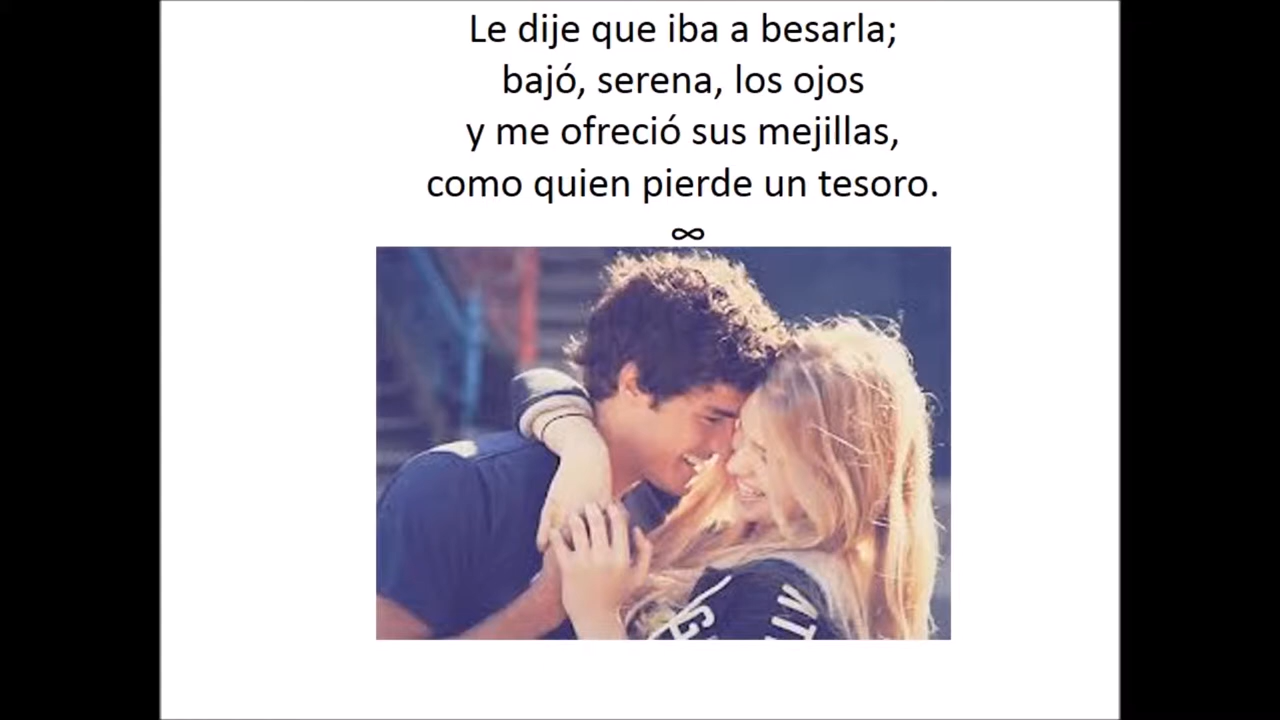 Le dije que iba a besarla;
bajó, serena, los ojos
y me ofreció sus mejillas,
como quien pierde un tesoro.
∞